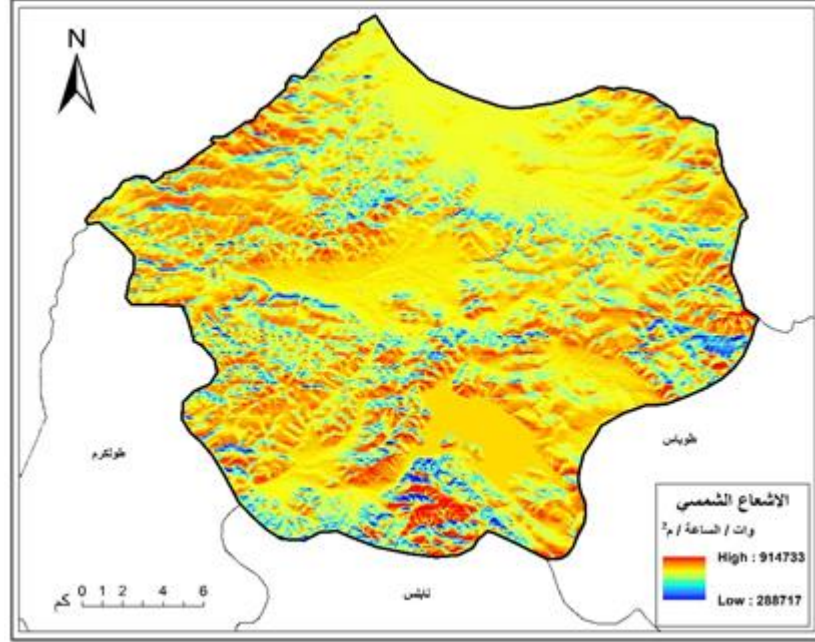 N
طولكرم
طوباس
نابلس
كم 0 1 2 4 6
الاشعاع الشمسي
وات / الساعة / م²
High : 914733
Low : 288717